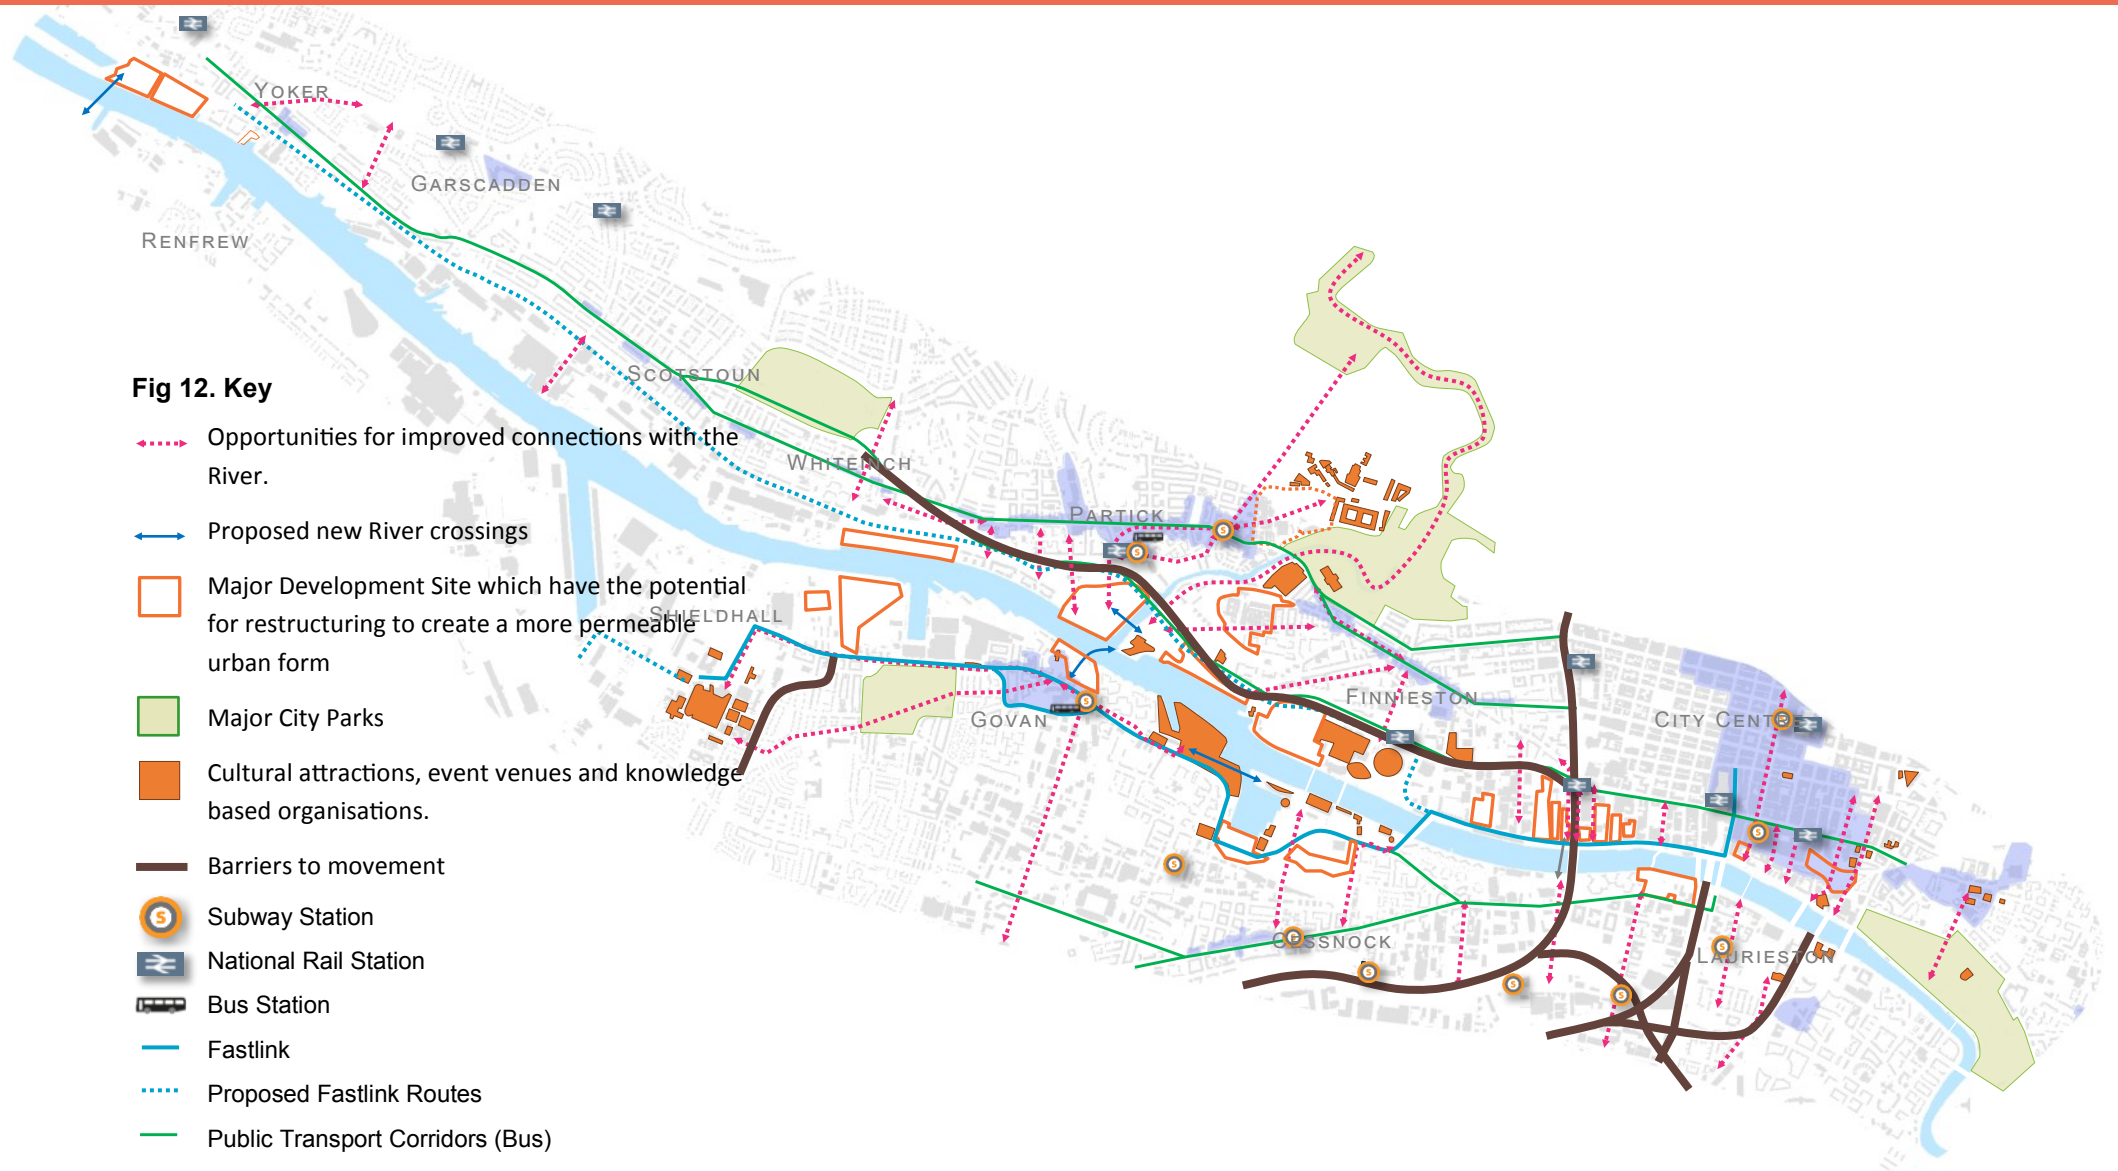 YOKER
GARSCADDEN
RENFREW
SCOTSTOUN
WHITEINCH
PARTICK
SHIELDHALL
GOVAN
FINNIESTON
CITY CENTRE
CESSNOCK
LAURIESTON
Fig 12. Key
Opportunities for improved connections with the
River.
Proposed new River crossings
Major Development Site which have the potential
for restructuring to create a more permeable
urban form
Major City Parks
Cultural attractions, event venues and knowledge
based organisations.
Barriers to movement
S
Subway Station
National Rail Station
Bus Station
Fastlink
Proposed Fastlink Routes
Public Transport Corridors (Bus)